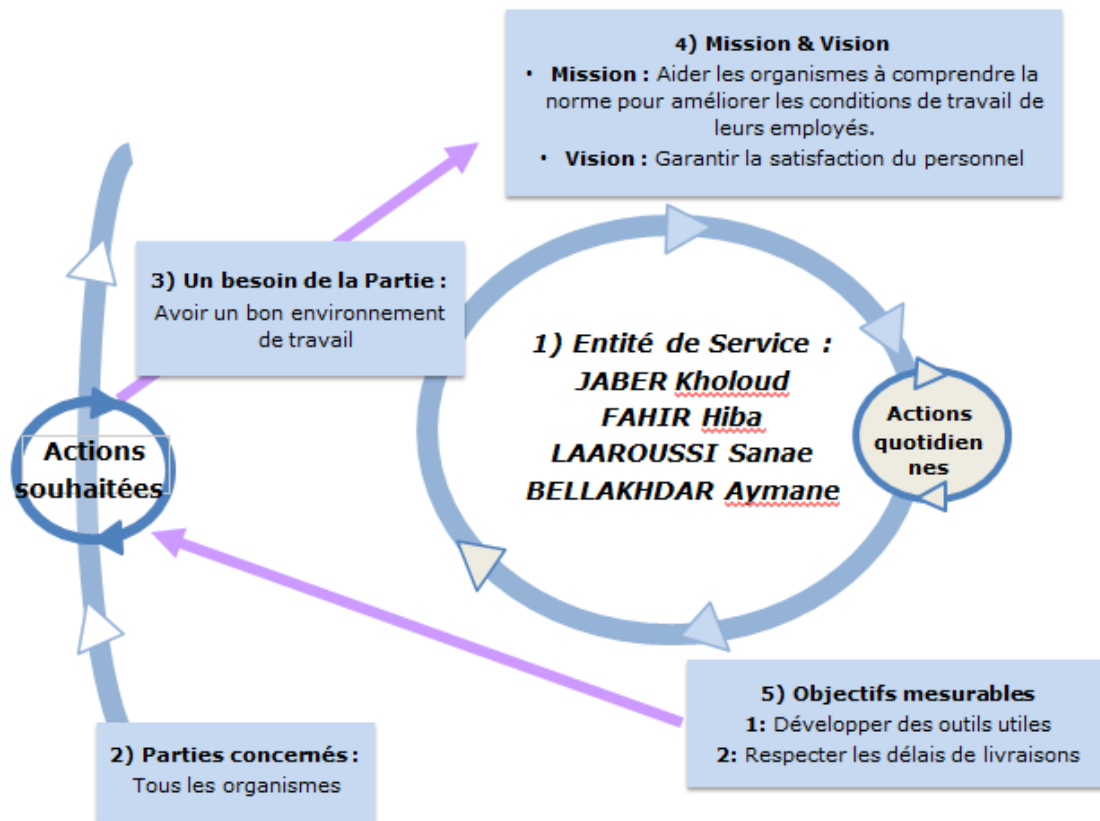 4) Mission & Vision
• Mission : Aider les organismes à comprendre la
norme pour améliorer les conditions de travail de
leurs employés.
• Vision : Garantir la satisfaction du personnel
3) Un besoin de la Partie :
Avoir un bon environnement
de travail
1) Entité de Service :
JABER Kholoud
FAHIR Hiba
LAAROUSSI Sanae
BELLAKHDAR Aymane
Actions
quotidien
nes
Actions
souhaitées
5) Objectifs mesurables
1: Développer des outils utiles
2: Respecter les délais de livraisons
2) Parties concernés :
Tous les organismes